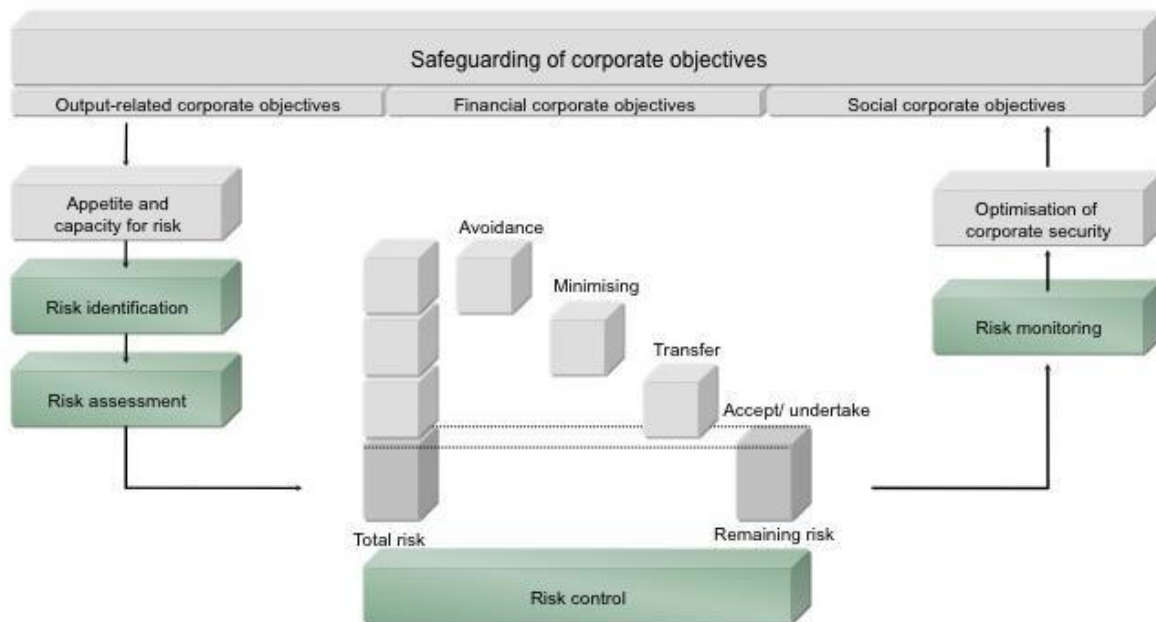 Safeguarding of corporate objectives
Output-related corporate objectives
Financial corporate objectives
Social corporate objectives
Appetite and
capacity for risk
Risk identification
Risk assessment
Avoidance
Minimising
Transfer
Accept/ undertake
Total risk
Remaining risk
Risk control
Optimisation of
corporate security
Risk monitoring